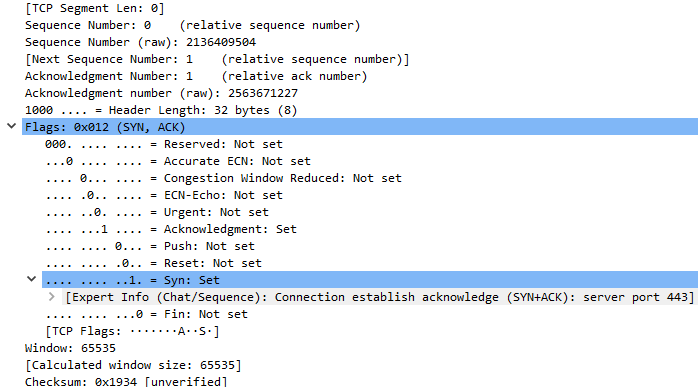 [TCP Segment Len: 0]
Sequence Number: 0    (relative sequence number)
Sequence Number (raw): 2136409504
[Next Sequence Number: 1    (relative sequence number)]
Acknowledgment Number: 1    (relative ack number)
Acknowledgment number (raw): 2563671227
1000 .... = Header Length: 32 bytes (8)
Flags: 0x012 (SYN, ACK)
000. .... .... = Reserved: Not set
...0 .... .... = Accurate ECN: Not set
.... 0... .... = Congestion Window Reduced: Not set
.... .0.. .... = ECN-Echo: Not set
.... ..0. .... = Urgent: Not set
.... ...1 .... = Acknowledgment: Set
.... .... 0... = Push: Not set
.... .... .0.. = Reset: Not set
.... .... ..1. = Syn: Set
[Expert Info (Chat/Sequence): Connection establish acknowledge (SYN+ACK): server port 443]
.... .... ...0 = Fin: Not set
[TCP Flags: ·······A··S·]
Window: 65535
[Calculated window size: 65535]
Checksum: 0x1934 [unverified]